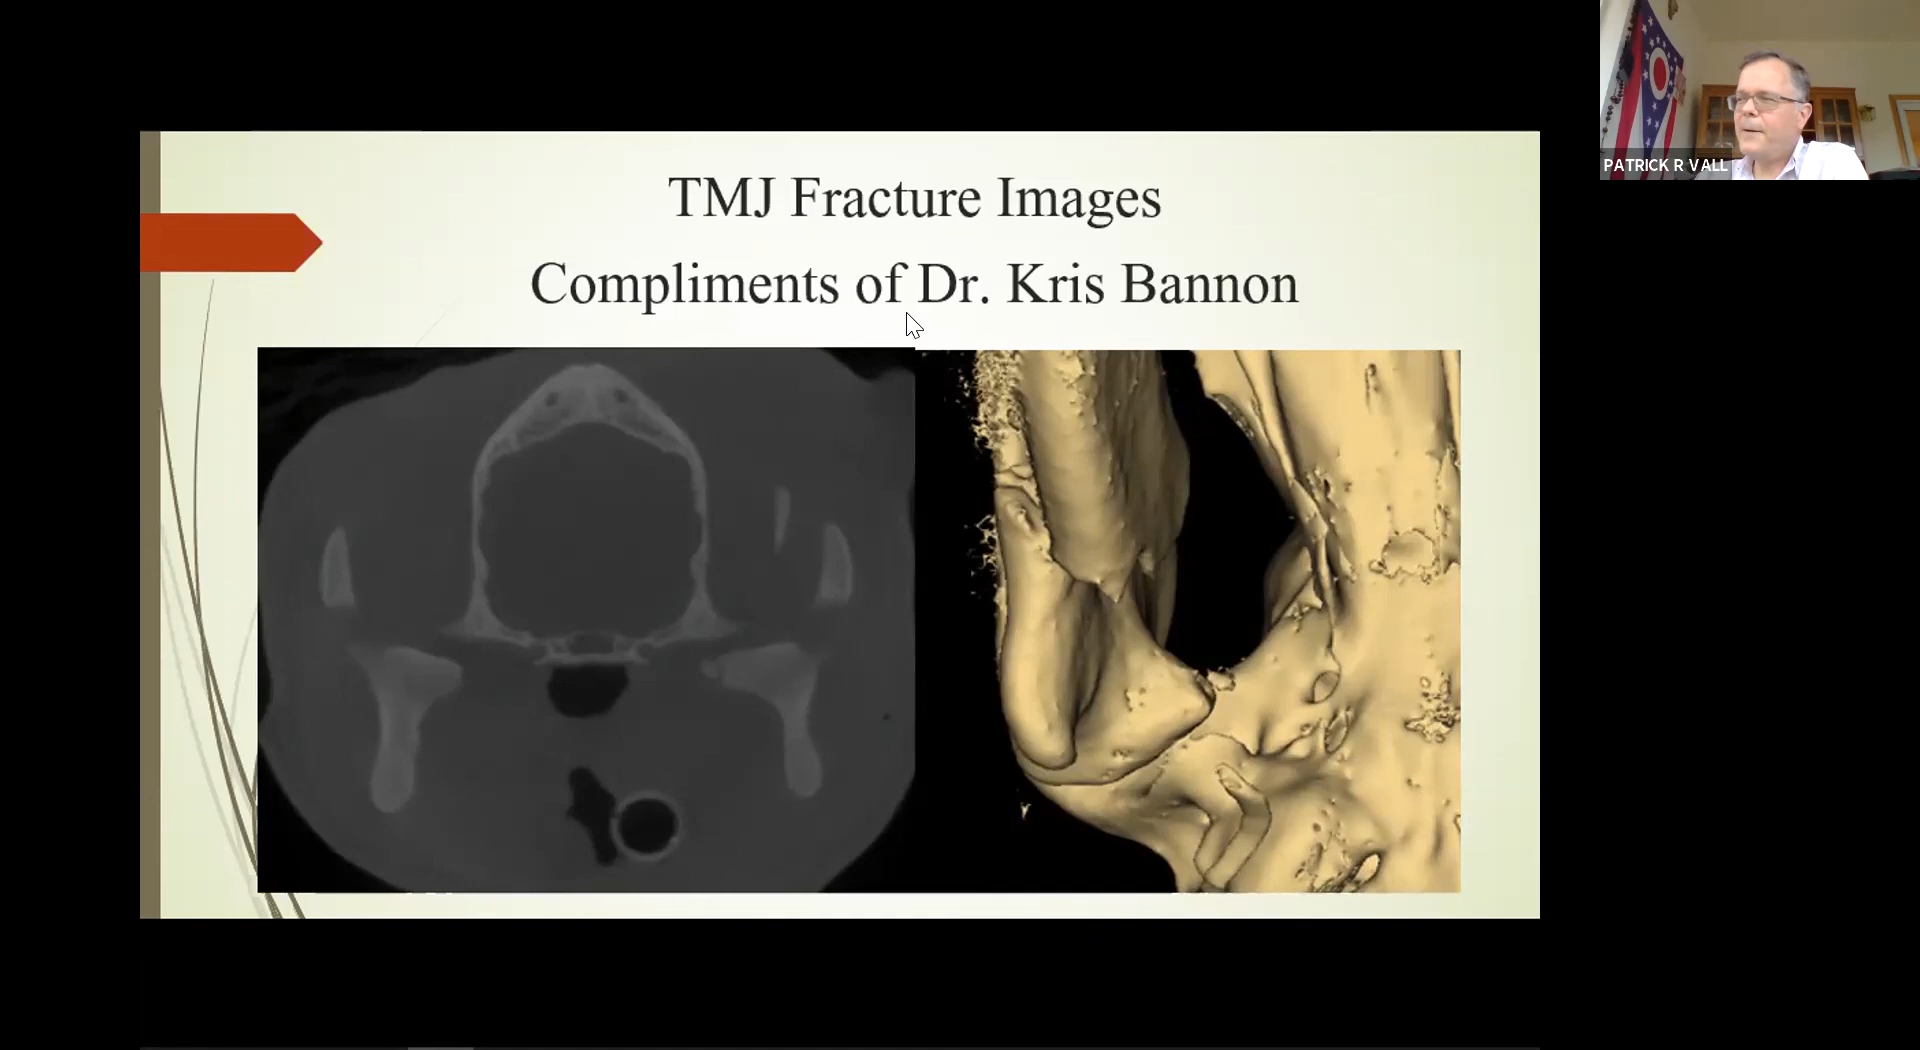 TMJ Fracture Images
Compliments of Dr. Kris Bannon
PATRICK R VALL